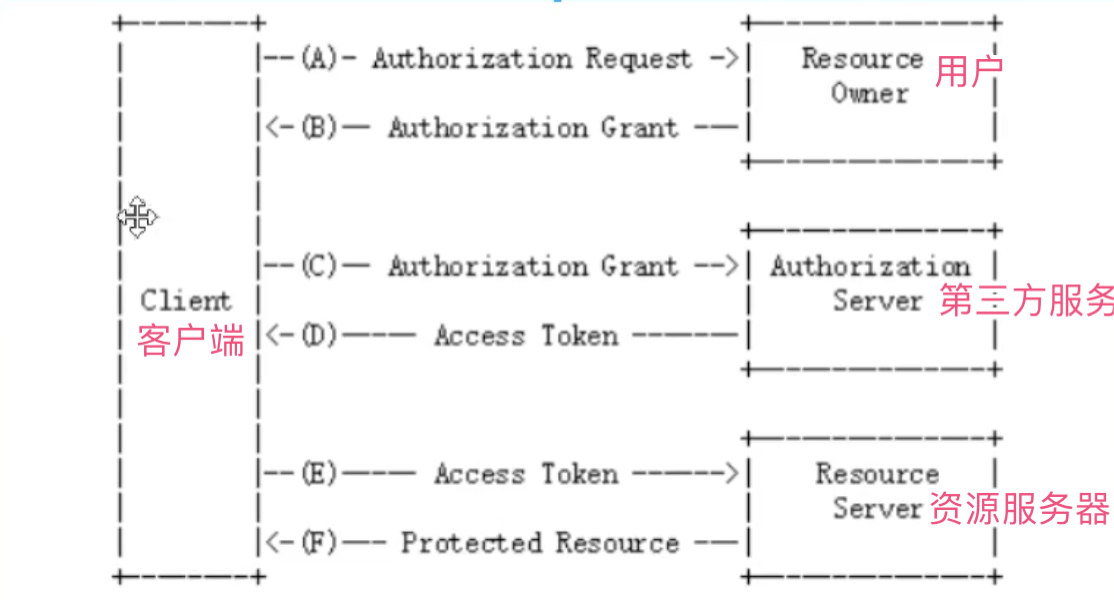 --(A)- Authorization Request ->
Resource
Owner
用户
<-(B)— Authorization Grant ——
--(C)— Authorization Grant -->
Authorization
Server
第三方服务
Client
客户端
<-(D)—— Access Token ———
--(E)—— Access Token ———>
Resource
Server
资源服务器
<-(F)—- Protected Resource ——